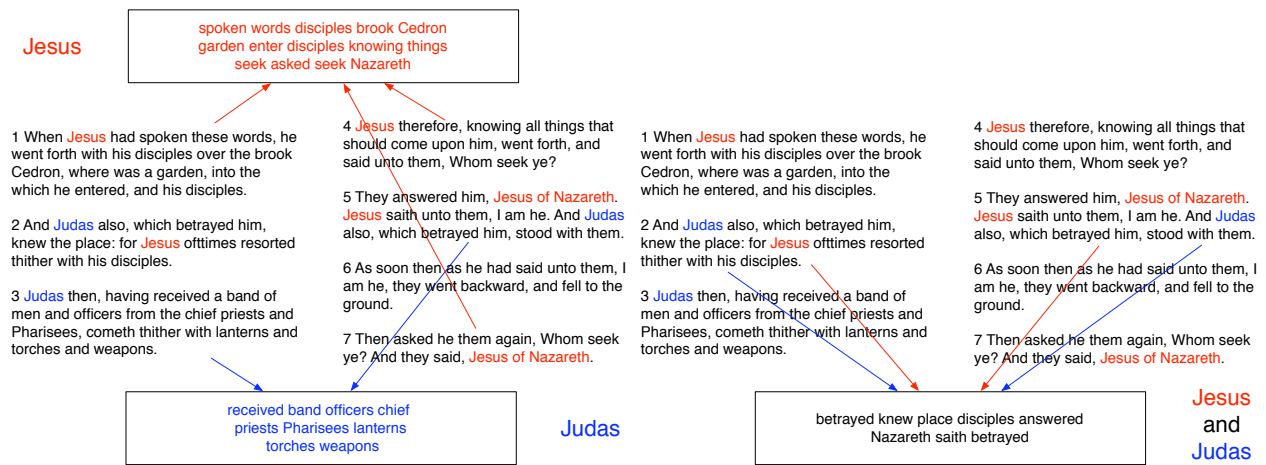 Jesus
spoken words disciples brook Cedron
garden enter disciples knowing things
seek asked seek Nazareth
1 When Jesus had spoken these words, he
went forth with his disciples over the brook
Cedron, where was a garden, into the
which he entered, and his disciples.
2 And Judas also, which betrayed him,
knew the place: for Jesus ofttimes resorted
thither with his disciples.
3 Judas then, having received a band of
men and officers from the chief priests and
Pharisees, cometh thither with lanterns and
torches and weapons.
4 Jesus therefore, knowing all things that
should come upon him, went forth, and
said unto them, Whom seek ye?
5 They answered him, Jesus of Nazareth.
Jesus saith unto them, I am he. And Judas
also, which betrayed him, stood with them.
6 As soon then as he had said unto them, I
am he, they went backward, and fell to the
ground.
7 Then asked he them again, Whom seek
ye? And they said, Jesus of Nazareth.
received band officers chief
priests Pharisees lanterns
torches weapons
Judas
1 When Jesus had spoken these words, he
went forth with his disciples over the brook
Cedron, where was a garden, into the
which he entered, and his disciples.
2 And Judas also, which betrayed him,
knew the place: for Jesus ofttimes resorted
thither with his disciples.
3 Judas then, having received a band of
men and officers from the chief priests and
Pharisees, cometh thither with lanterns and
torches and weapons.
4 Jesus therefore, knowing all things that
should come upon him, went forth, and
said unto them, Whom seek ye?
5 They answered him, Jesus of Nazareth.
Jesus saith unto them, I am he. And Judas
also, which betrayed him, stood with them.
6 As soon then as he had said unto them, I
am he, they went backward, and fell to the
ground.
7 Then asked he them again, Whom seek
ye? And they said, Jesus of Nazareth.
betrayed knew place disciples answered
Nazareth saith betrayed
Jesus
and
Judas